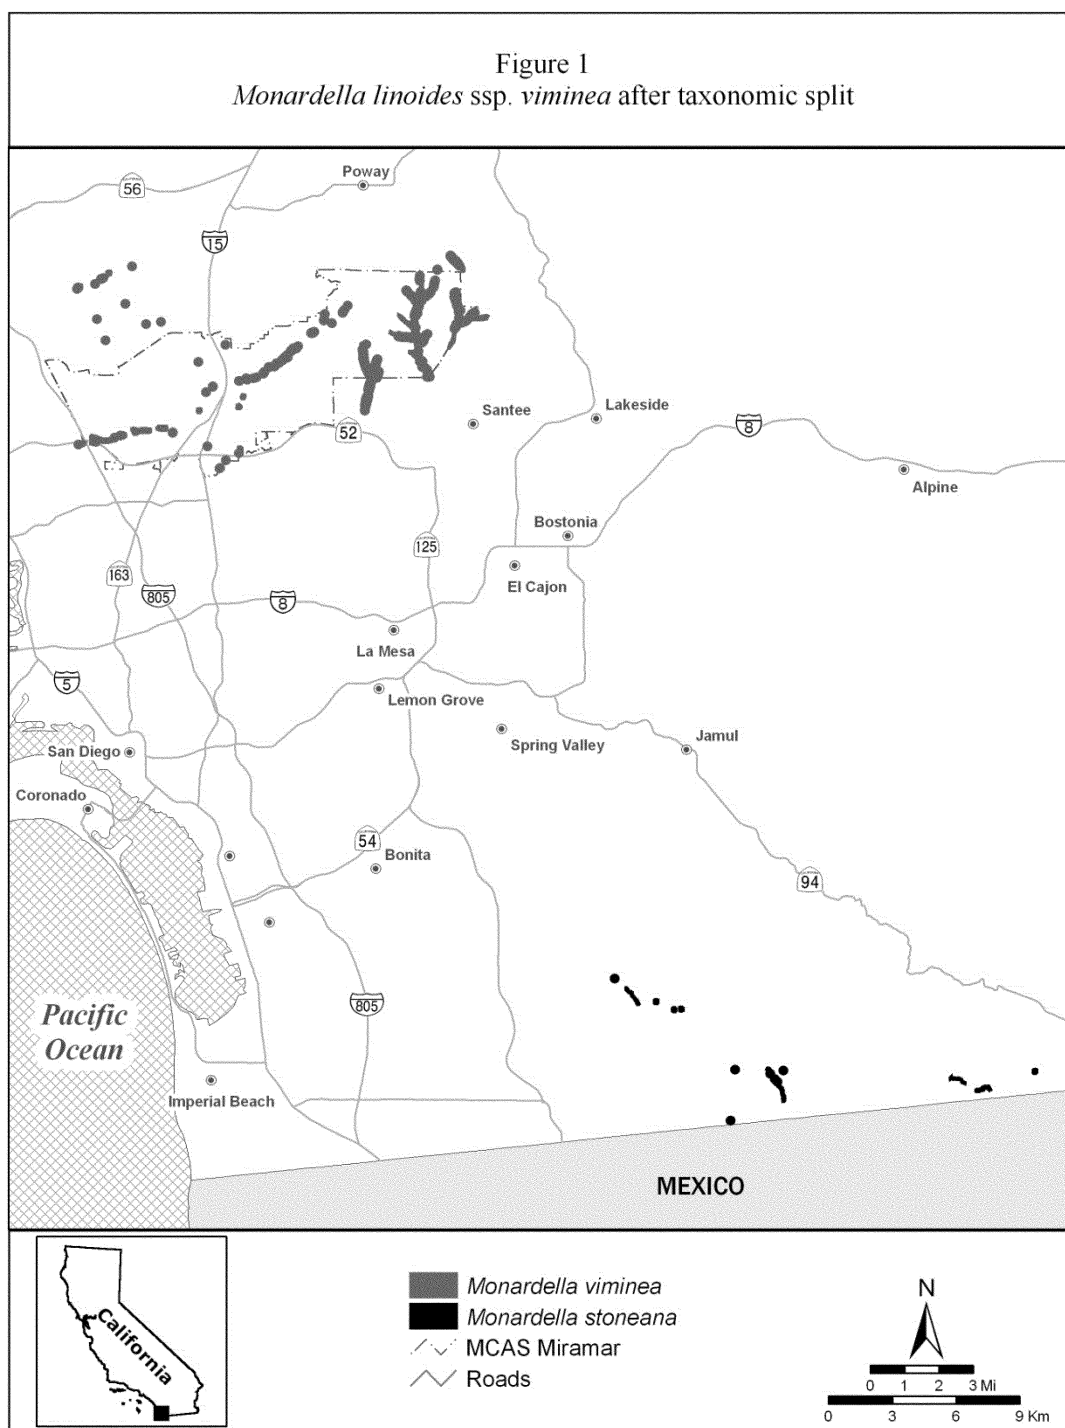 Figure 1
Monardella linoides ssp. viminea after taxonomic split
Poway
56
15
Santee
Lakeside
52
8
Alpine
Bostonia
125
163
El Cajon
805
8
La Mesa
5
Lemon Grove
Spring Valley
Jamul
San Diego
Coronado
54
Bonita
94
805
Pacific
Ocean
Imperial Beach
MEXICO
California
Monardella viminea
Monardella stoneana
MCAS Miramar
Roads
N
0 1 2 3 Mi
0 3 6 9 Km